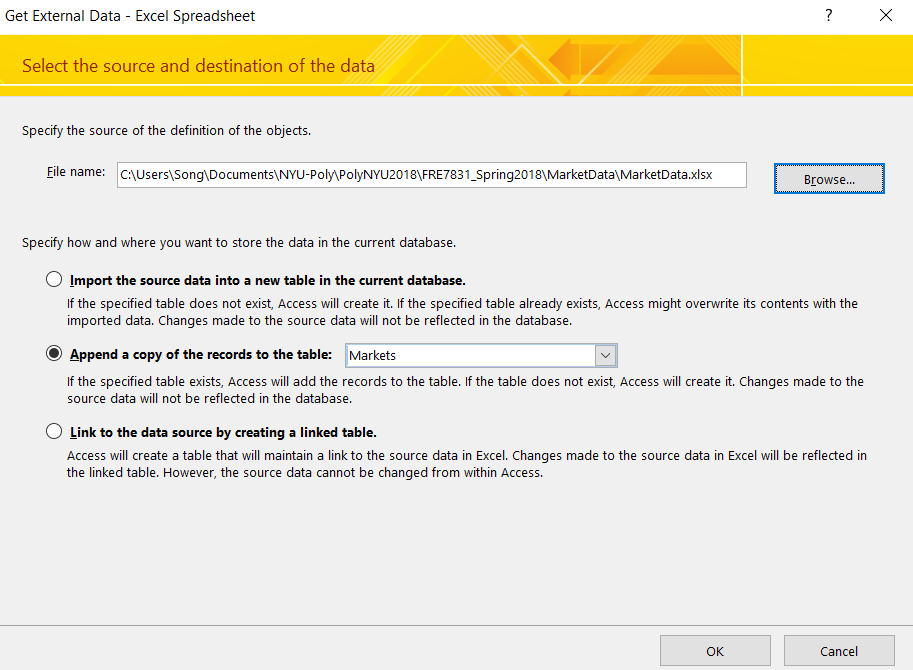 Get External Data - Excel Spreadsheet
?
Select the source and destination of the data
Specify the source of the definition of the objects.
File name:
C:\Users\Song\Documents\NYU-Poly\PolyNYU2018\FRE7831_Spring2018\MarketData\MarketData.xlsx
Browse...
Specify how and where you want to store the data in the current database.
Import the source data into a new table in the current database.
If the specified table does not exist, Access will create it. If the specified table already exists, Access might overwrite its contents with the
imported data. Changes made to the source data will not be reflected in the database.
Append a copy of the records to the table:
Markets
If the specified table exists, Access will add the records to the table. If the table does not exist, Access will create it. Changes made to the
source data will not be reflected in the database.
Link to the data source by creating a linked table.
Access will create a table that will maintain a link to the source data in Excel. Changes made to the source data in Excel will be reflected in
the linked table. However, the source data cannot be changed from within Access.
OK
Cancel